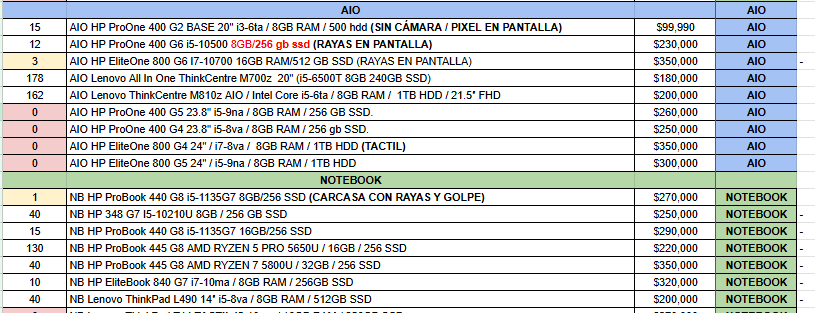 AIO AIO
15 AIO HP ProOne 400 G2 BASE 20" i3-6ta / 8GB RAM / 500 hdd (SIN CÁMARA / PIXEL EN PANTALLA) $99,990 AIO
12 AIO HP ProOne 400 G6 i5-10500 8GB/256 gb ssd (RAYAS EN PANTALLA) $230,000 AIO
3 AIO HP EliteOne 800 G6 I7-10700 16GB RAM/512 GB SSD (RAYAS EN PANTALLA) $350,000 AIO -
178 AIO Lenovo All In One ThinkCentre M700z 20" (i5-6500T 8GB 240GB SSD) $180,000 AIO
162 AIO Lenovo ThinkCentre M810z AIO / Intel Core i5-6ta / 8GB RAM / 1TB HDD / 21.5" FHD $200,000 AIO
0 AIO HP ProOne 400 G5 23.8" i5-9na / 8GB RAM / 256 GB SSD. $260,000 AIO
0 AIO HP ProOne 400 G4 23.8" i5-8va / 8GB RAM / 256 gb SSD. $250,000 AIO
0 AIO HP EliteOne 800 G4 24" / i7-8va / 8GB RAM / 1TB HDD (TACTIL) $350,000 AIO
0 AIO HP EliteOne 800 G5 24" / i5-9na / 8GB RAM / 1TB HDD $300,000 AIO
NOTEBOOK
1 NB HP ProBook 440 G8 i5-1135G7 8GB/256 SSD (CARCASA CON RAYAS Y GOLPE) $270,000 NOTEBOOK -
40 NB HP 348 G7 I5-10210U 8GB / 256 GB SSD $250,000 NOTEBOOK -
15 NB HP ProBook 440 G8 i5-1135G7 16GB/256 SSD $290,000 NOTEBOOK -
130 NB HP ProBook 445 G8 AMD RYZEN 5 PRO 5650U / 16GB / 256 SSD $220,000 NOTEBOOK -
40 NB HP ProBook 445 G8 AMD RYZEN 7 5800U / 32GB / 256 SSD $350,000 NOTEBOOK -
10 NB HP EliteBook 840 G7 i7-10ma / 8GB RAM / 256GB SSD $320,000 NOTEBOOK -
40 NB Lenovo ThinkPad L490 14" i5-8va / 8GB RAM / 512GB SSD $200,000 NOTEBOOK -